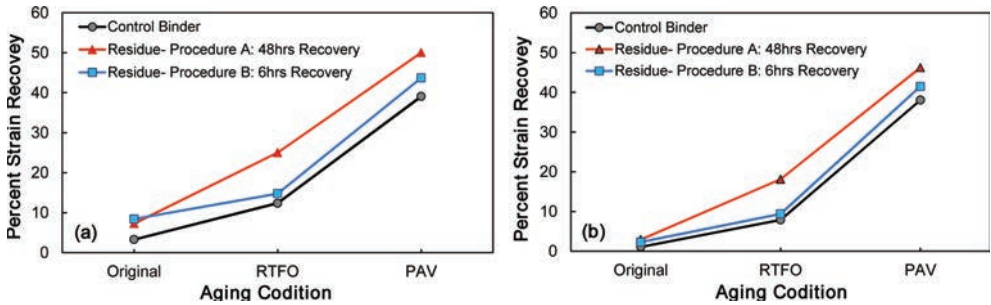 60
50
40
30
20
10
0
Percent Strain Recovey
Control Binder
Residue- Procedure A: 48hrs Recovery
Residue- Procedure B: 6hrs Recovery
(a)
Original RTFO PAV
Aging Codition
60
50
40
30
20
10
0
Percent Strain Recovey
Control Binder
Residue- Procedure A: 48hrs Recovery
Residue- Procedure B: 6hrs Recovery
(b)
Original RTFO PAV
Aging Codition